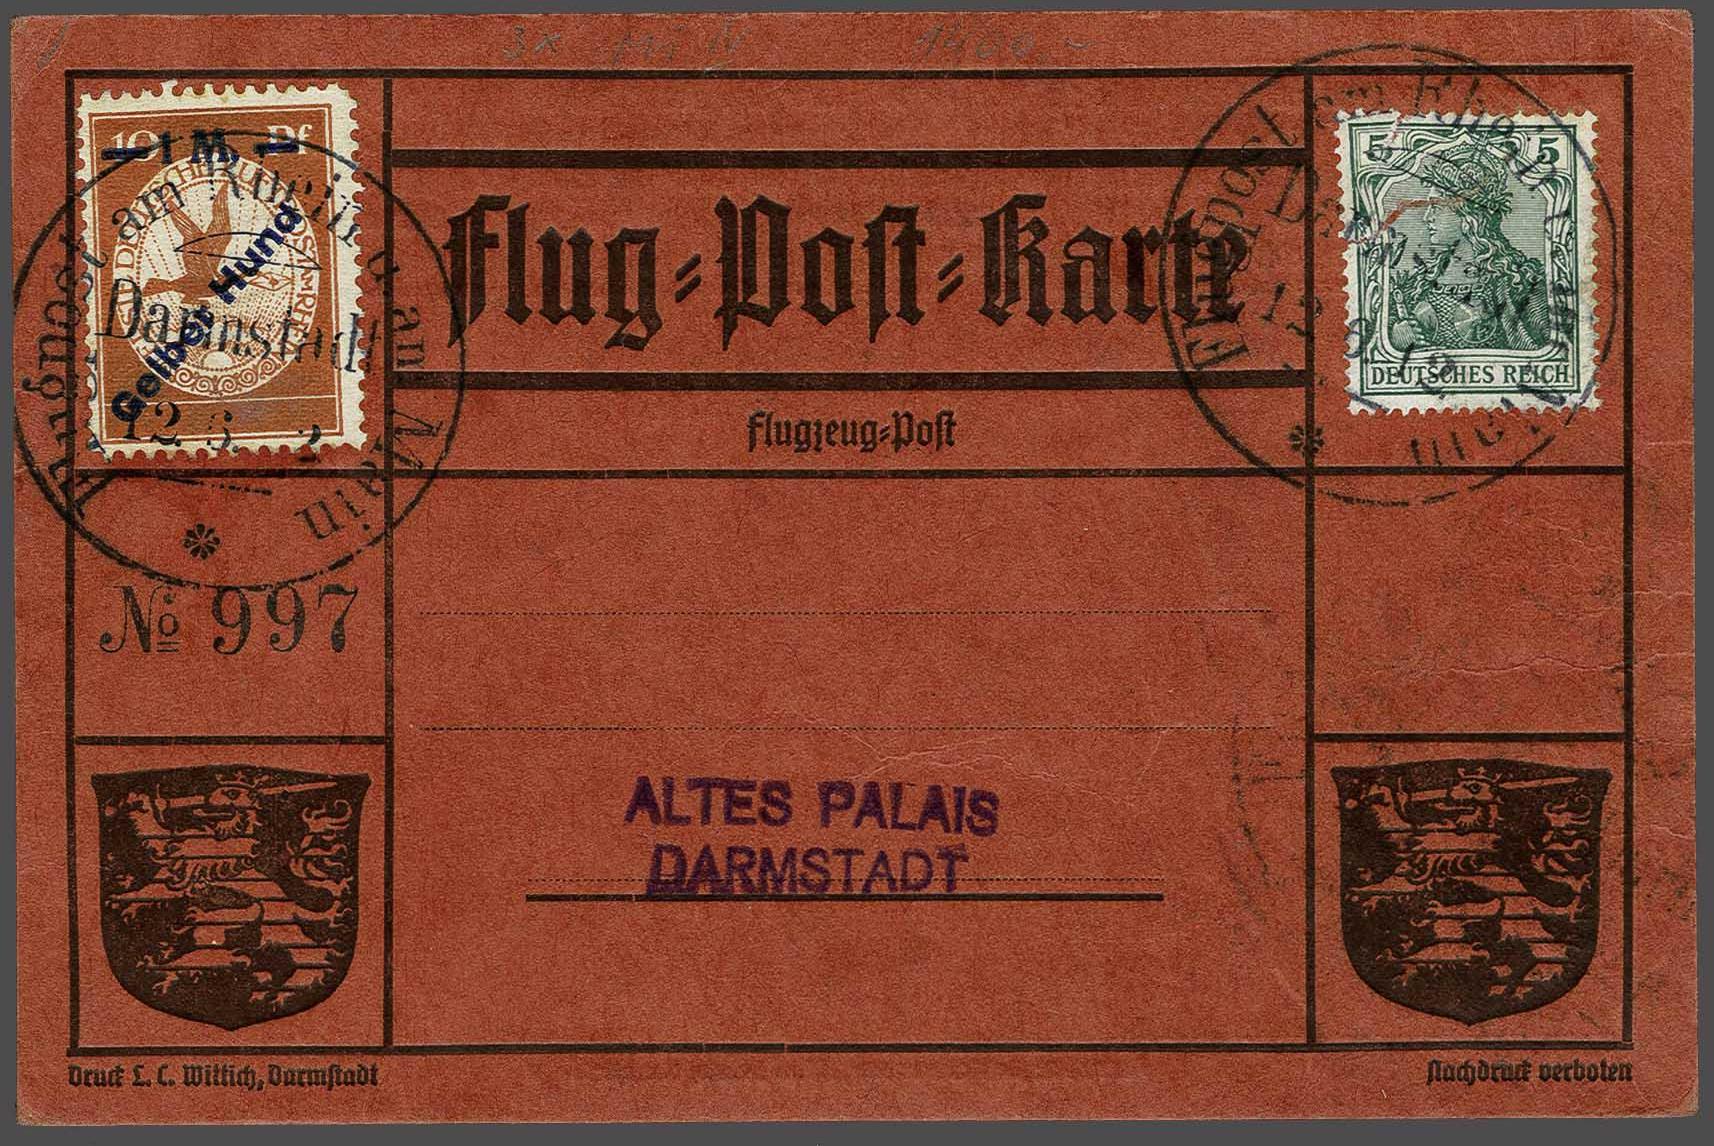 3x Mi IV 1400.-
10 Pf
1 M.
Gelber Hund
Flugpost am Rhein u. am Main
Darmstadt
12. 6.
Flug-Post-Karte
Flugzeug-Post
5 5
DEUTSCHES REICH
Flugpost am Rhein u. am Main
Darmstadt
12. 6. 12
№ 997
ALTES PALAIS
DARMSTADT
Druck L. C. Wittich, Darmstadt
Nachdruck verboten